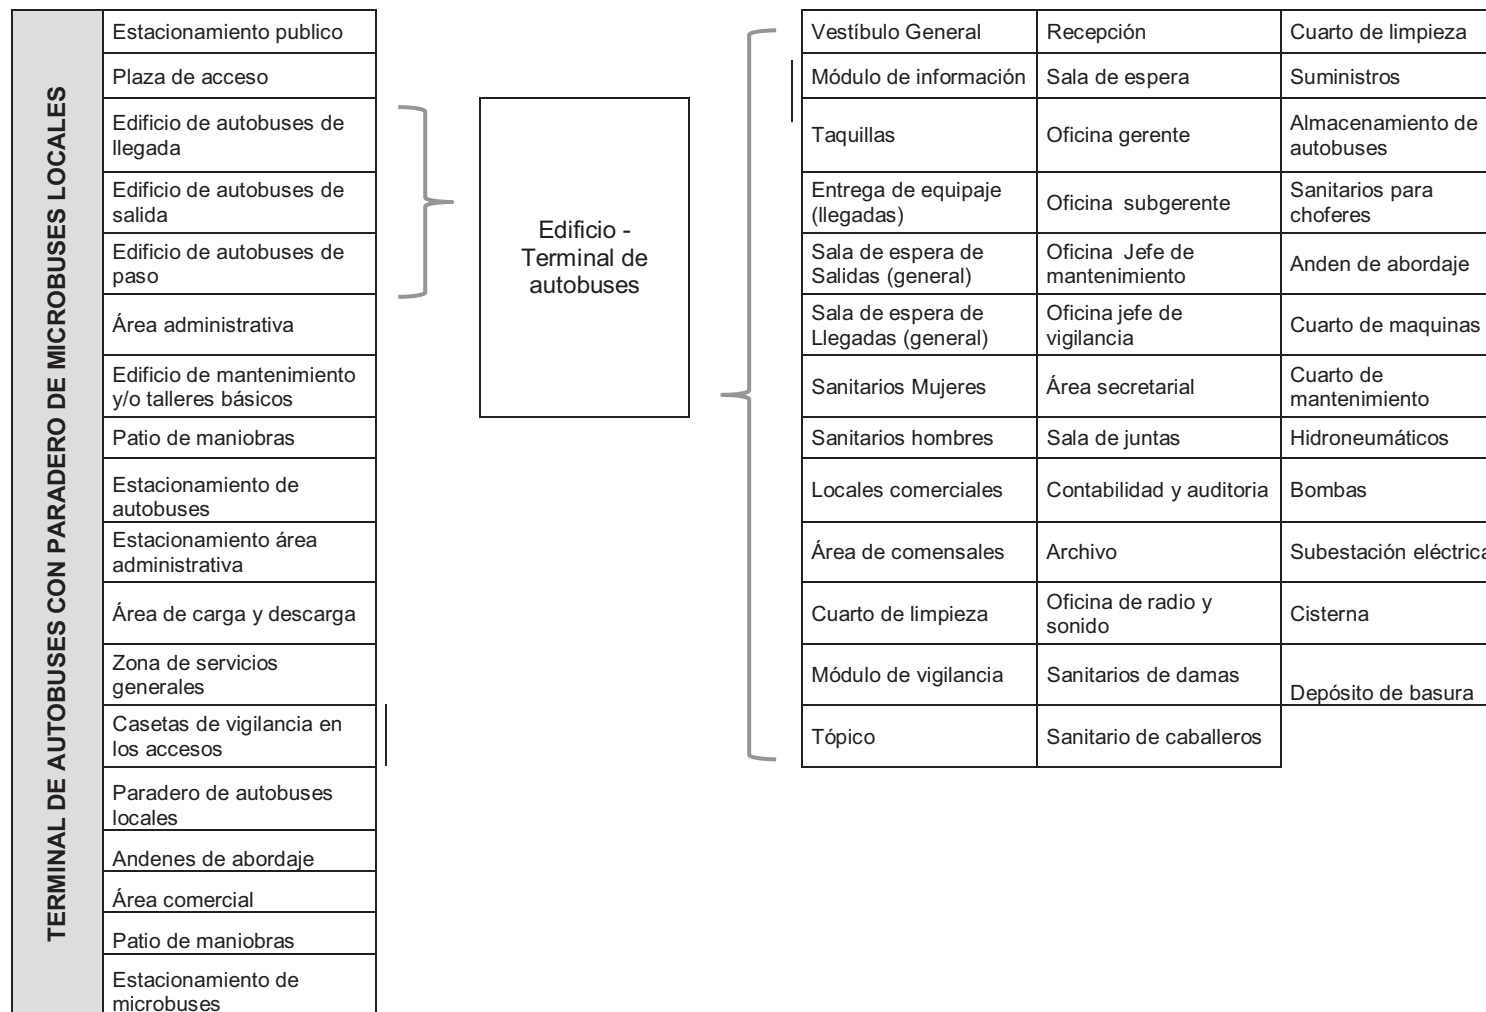 TERMINAL DE AUTOBUSES CON PARADERO DE MICROBUSES LOCALES
Estacionamiento publico
Plaza de acceso
Edificio de autobuses de
llegada
Edificio de autobuses de
salida
Edificio de autobuses de
paso
Área administrativa
Edificio de mantenimiento
y/o talleres básicos
Patio de maniobras
Estacionamiento de
autobuses
Estacionamiento área
administrativa
Área de carga y descarga
Zona de servicios
generales
Casetas de vigilancia en
los accesos
Paradero de autobuses
locales
Andenes de abordaje
Área comercial
Patio de maniobras
Estacionamiento de
microbuses
Edificio -
Terminal de
autobuses
Vestíbulo General
Módulo de información
Taquillas
Entrega de equipaje
(llegadas)
Sala de espera de
Salidas (general)
Sala de espera de
Llegadas (general)
Sanitarios Mujeres
Sanitarios hombres
Locales comerciales
Área de comensales
Cuarto de limpieza
Módulo de vigilancia
Tópico
Recepción
Sala de espera
Oficina gerente
Oficina subgerente
Oficina Jefe de
mantenimiento
Oficina jefe de
vigilancia
Área secretarial
Sala de juntas
Contabilidad y auditoria
Archivo
Oficina de radio y
sonido
Sanitarios de damas
Sanitario de caballeros
Cuarto de limpieza
Suministros
Almacenamiento de
autobuses
Sanitarios para
choferes
Anden de abordaje
Cuarto de maquinas
Cuarto de
mantenimiento
Hidroneumáticos
Bombas
Subestación eléctrica
Cisterna
Depósito de basura